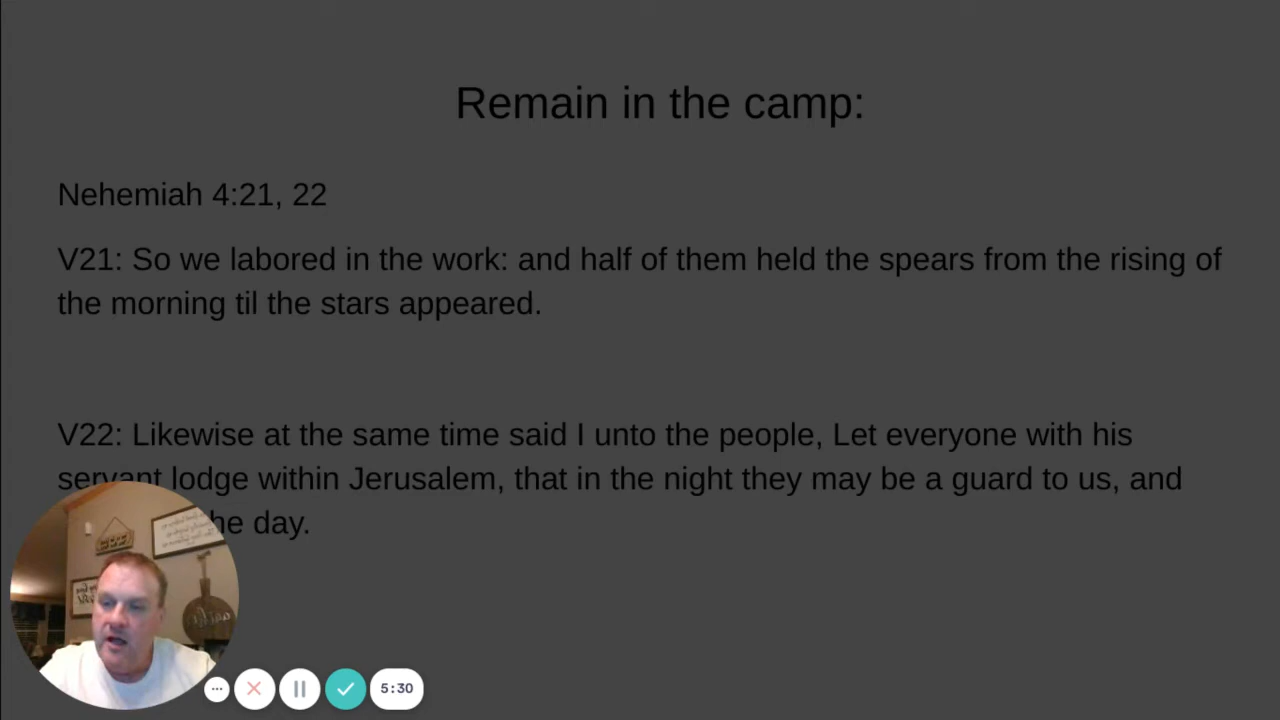 Remain in the camp:
Nehemiah 4:21, 22
V21: So we labored in the work: and half of them held the spears from the rising of
the morning til the stars appeared.
V22: Likewise at the same time said I unto the people, Let everyone with his
servant lodge within Jerusalem, that in the night they may be a guard to us, and
he day.
5:30